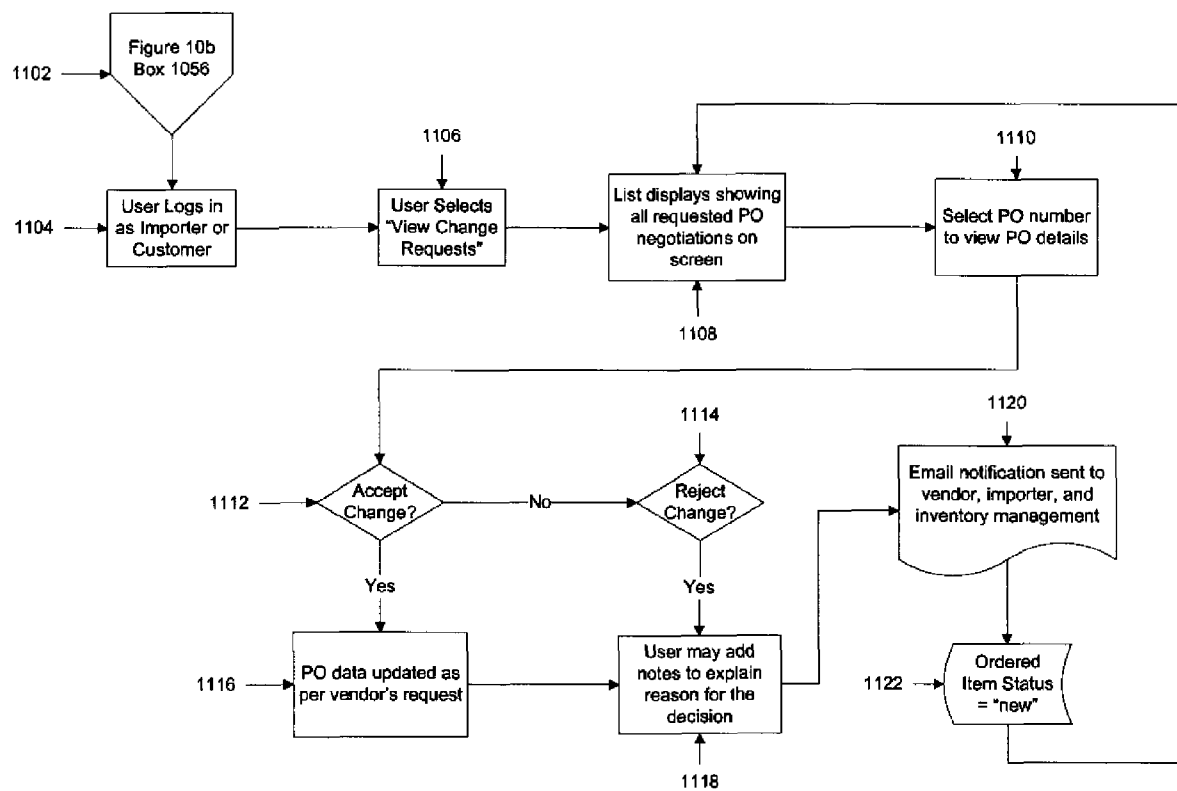 Figure 10b
Box 1056
1102
1104
User Logs in
as Importer or
Customer
1106
User Selects
“View Change
Requests”
List displays showing
all requested PO
negotiations on
screen
1108
1110
Select PO number
to view PO details
1112
Accept
Change?
No
1114
Reject
Change?
Yes
Yes
1116
PO data updated as
per vendor's request
User may add
notes to explain
reason for the
decision
1118
1120
Email notification sent to
vendor, importer, and
inventory management
1122
Ordered
Item Status
= “new”